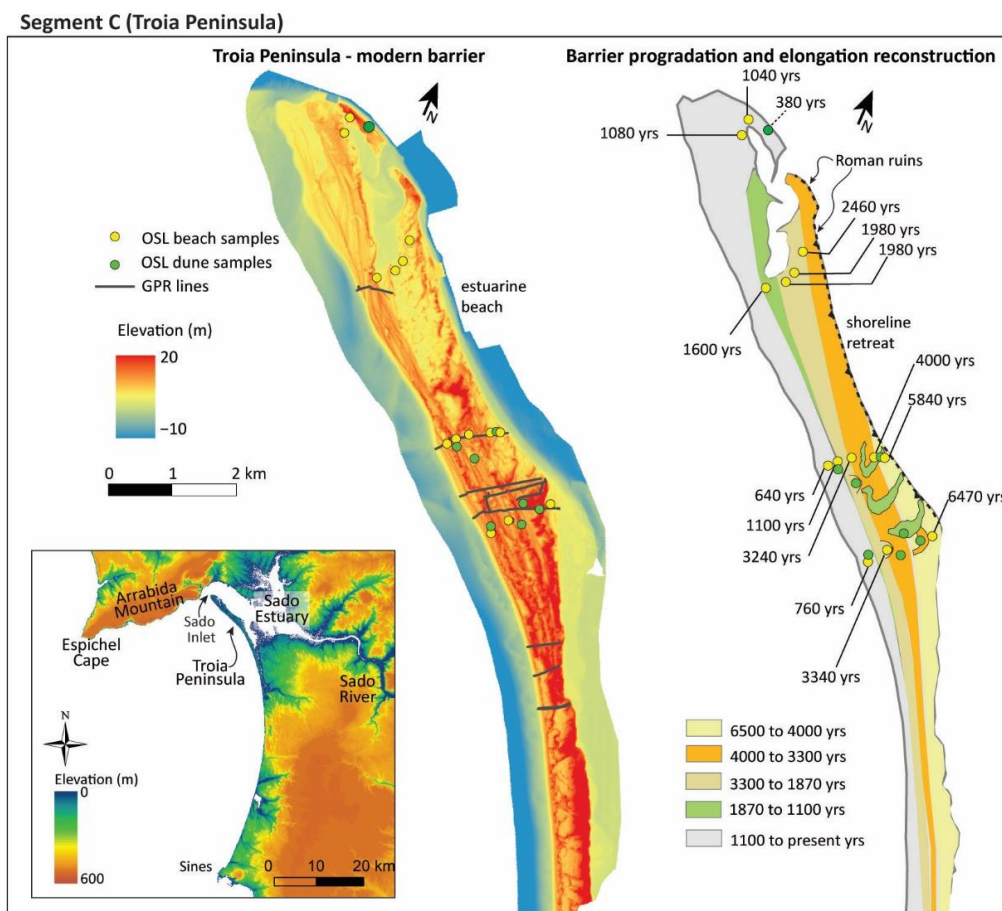 Segment C (Troia Peninsula)
Troia Peninsula - modern barrier
N
OSL beach samples
OSL dune samples
GPR lines
estuarine
beach
Elevation (m)
20
−10
0 1 2 km
Arrabida
Mountain
Espichel
Cape
Sado
Inlet
Sado
Estuary
Troia
Peninsula
Sado
River
N
Elevation (m)
0
600
Sines
0 10 20 km
Barrier progradation and elongation reconstruction
1040 yrs
380 yrs
1080 yrs
N
Roman ruins
2460 yrs
1980 yrs
1980 yrs
1600 yrs
shoreline
retreat
4000 yrs
5840 yrs
640 yrs
6470 yrs
1100 yrs
3240 yrs
760 yrs
3340 yrs
6500 to 4000 yrs
4000 to 3300 yrs
3300 to 1870 yrs
1870 to 1100 yrs
1100 to present yrs